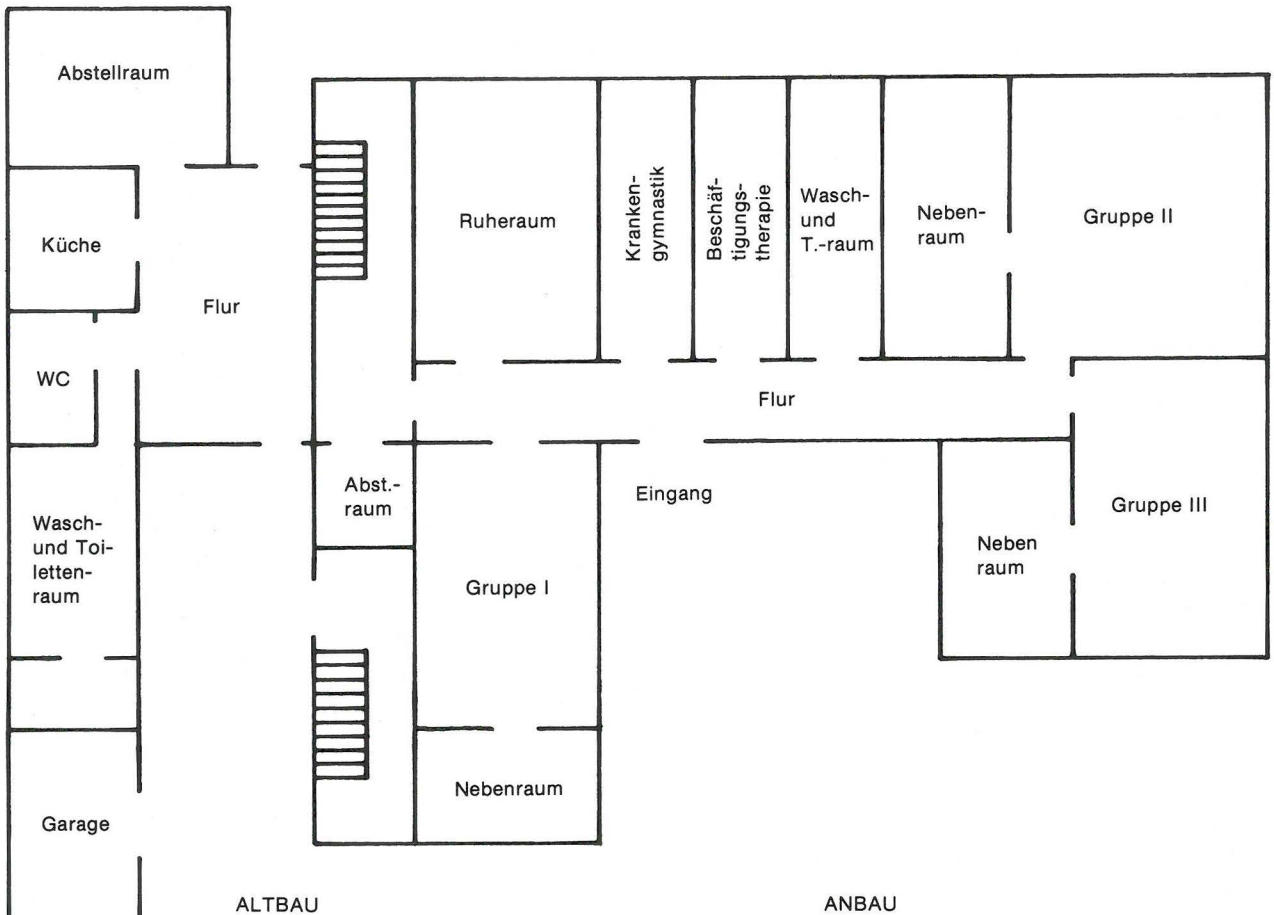 Abstellraum
Küche
Flur
WC
Wasch-
und Toi-
letten-
raum
Garage
Ruheraum
Kranken-
gymnastik
Beschäf-
tigungs-
therapie
Wasch-
und
T.-raum
Neben-
raum
Gruppe II
Flur
Abst.-
raum
Eingang
Gruppe I
Nebenraum
Neben
raum
Gruppe III
ALTBAU
ANBAU